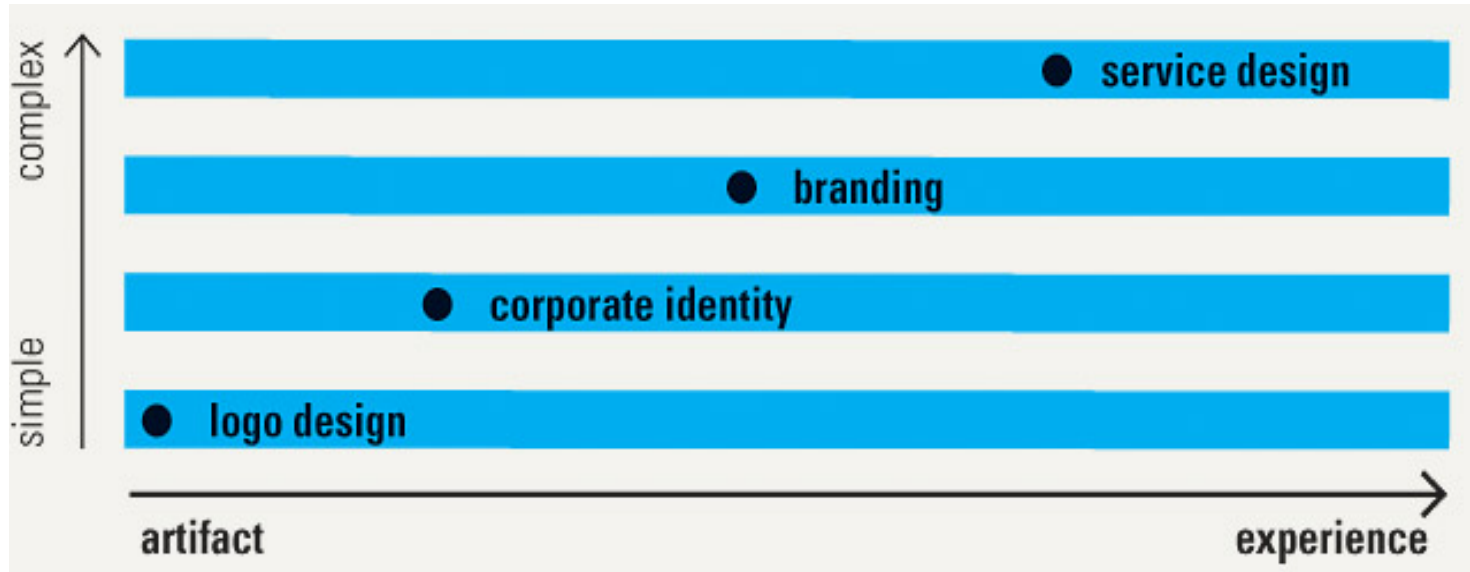 complex
service design
branding
corporate identity
simple
logo design
artifact
experience